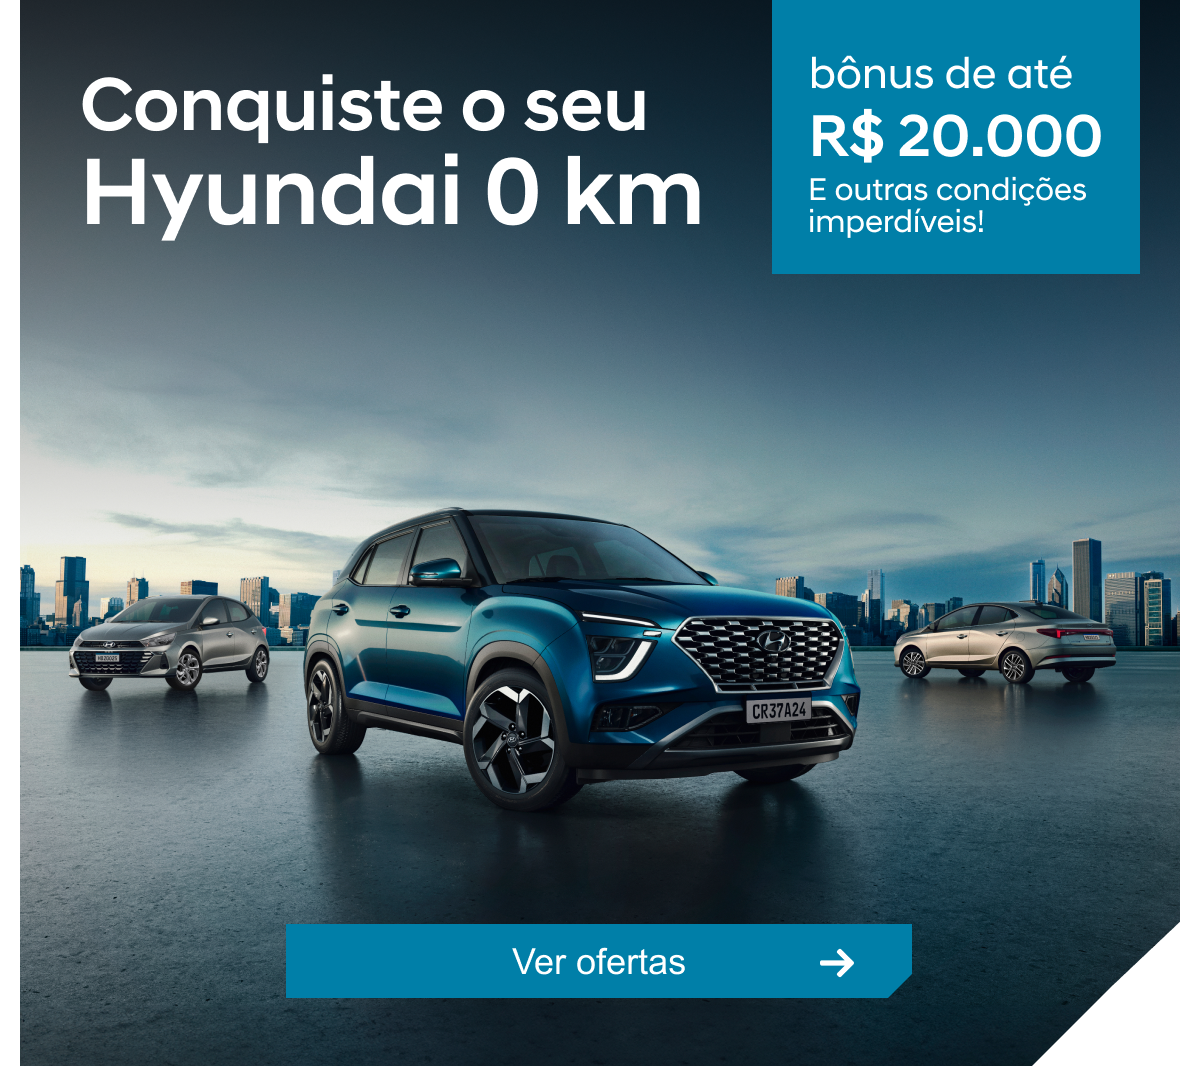 Conquiste o seu
Hyundai 0 km
bônus de até
R$ 20.000
E outras condições
imperdíveis!
CR37A24
Ver ofertas